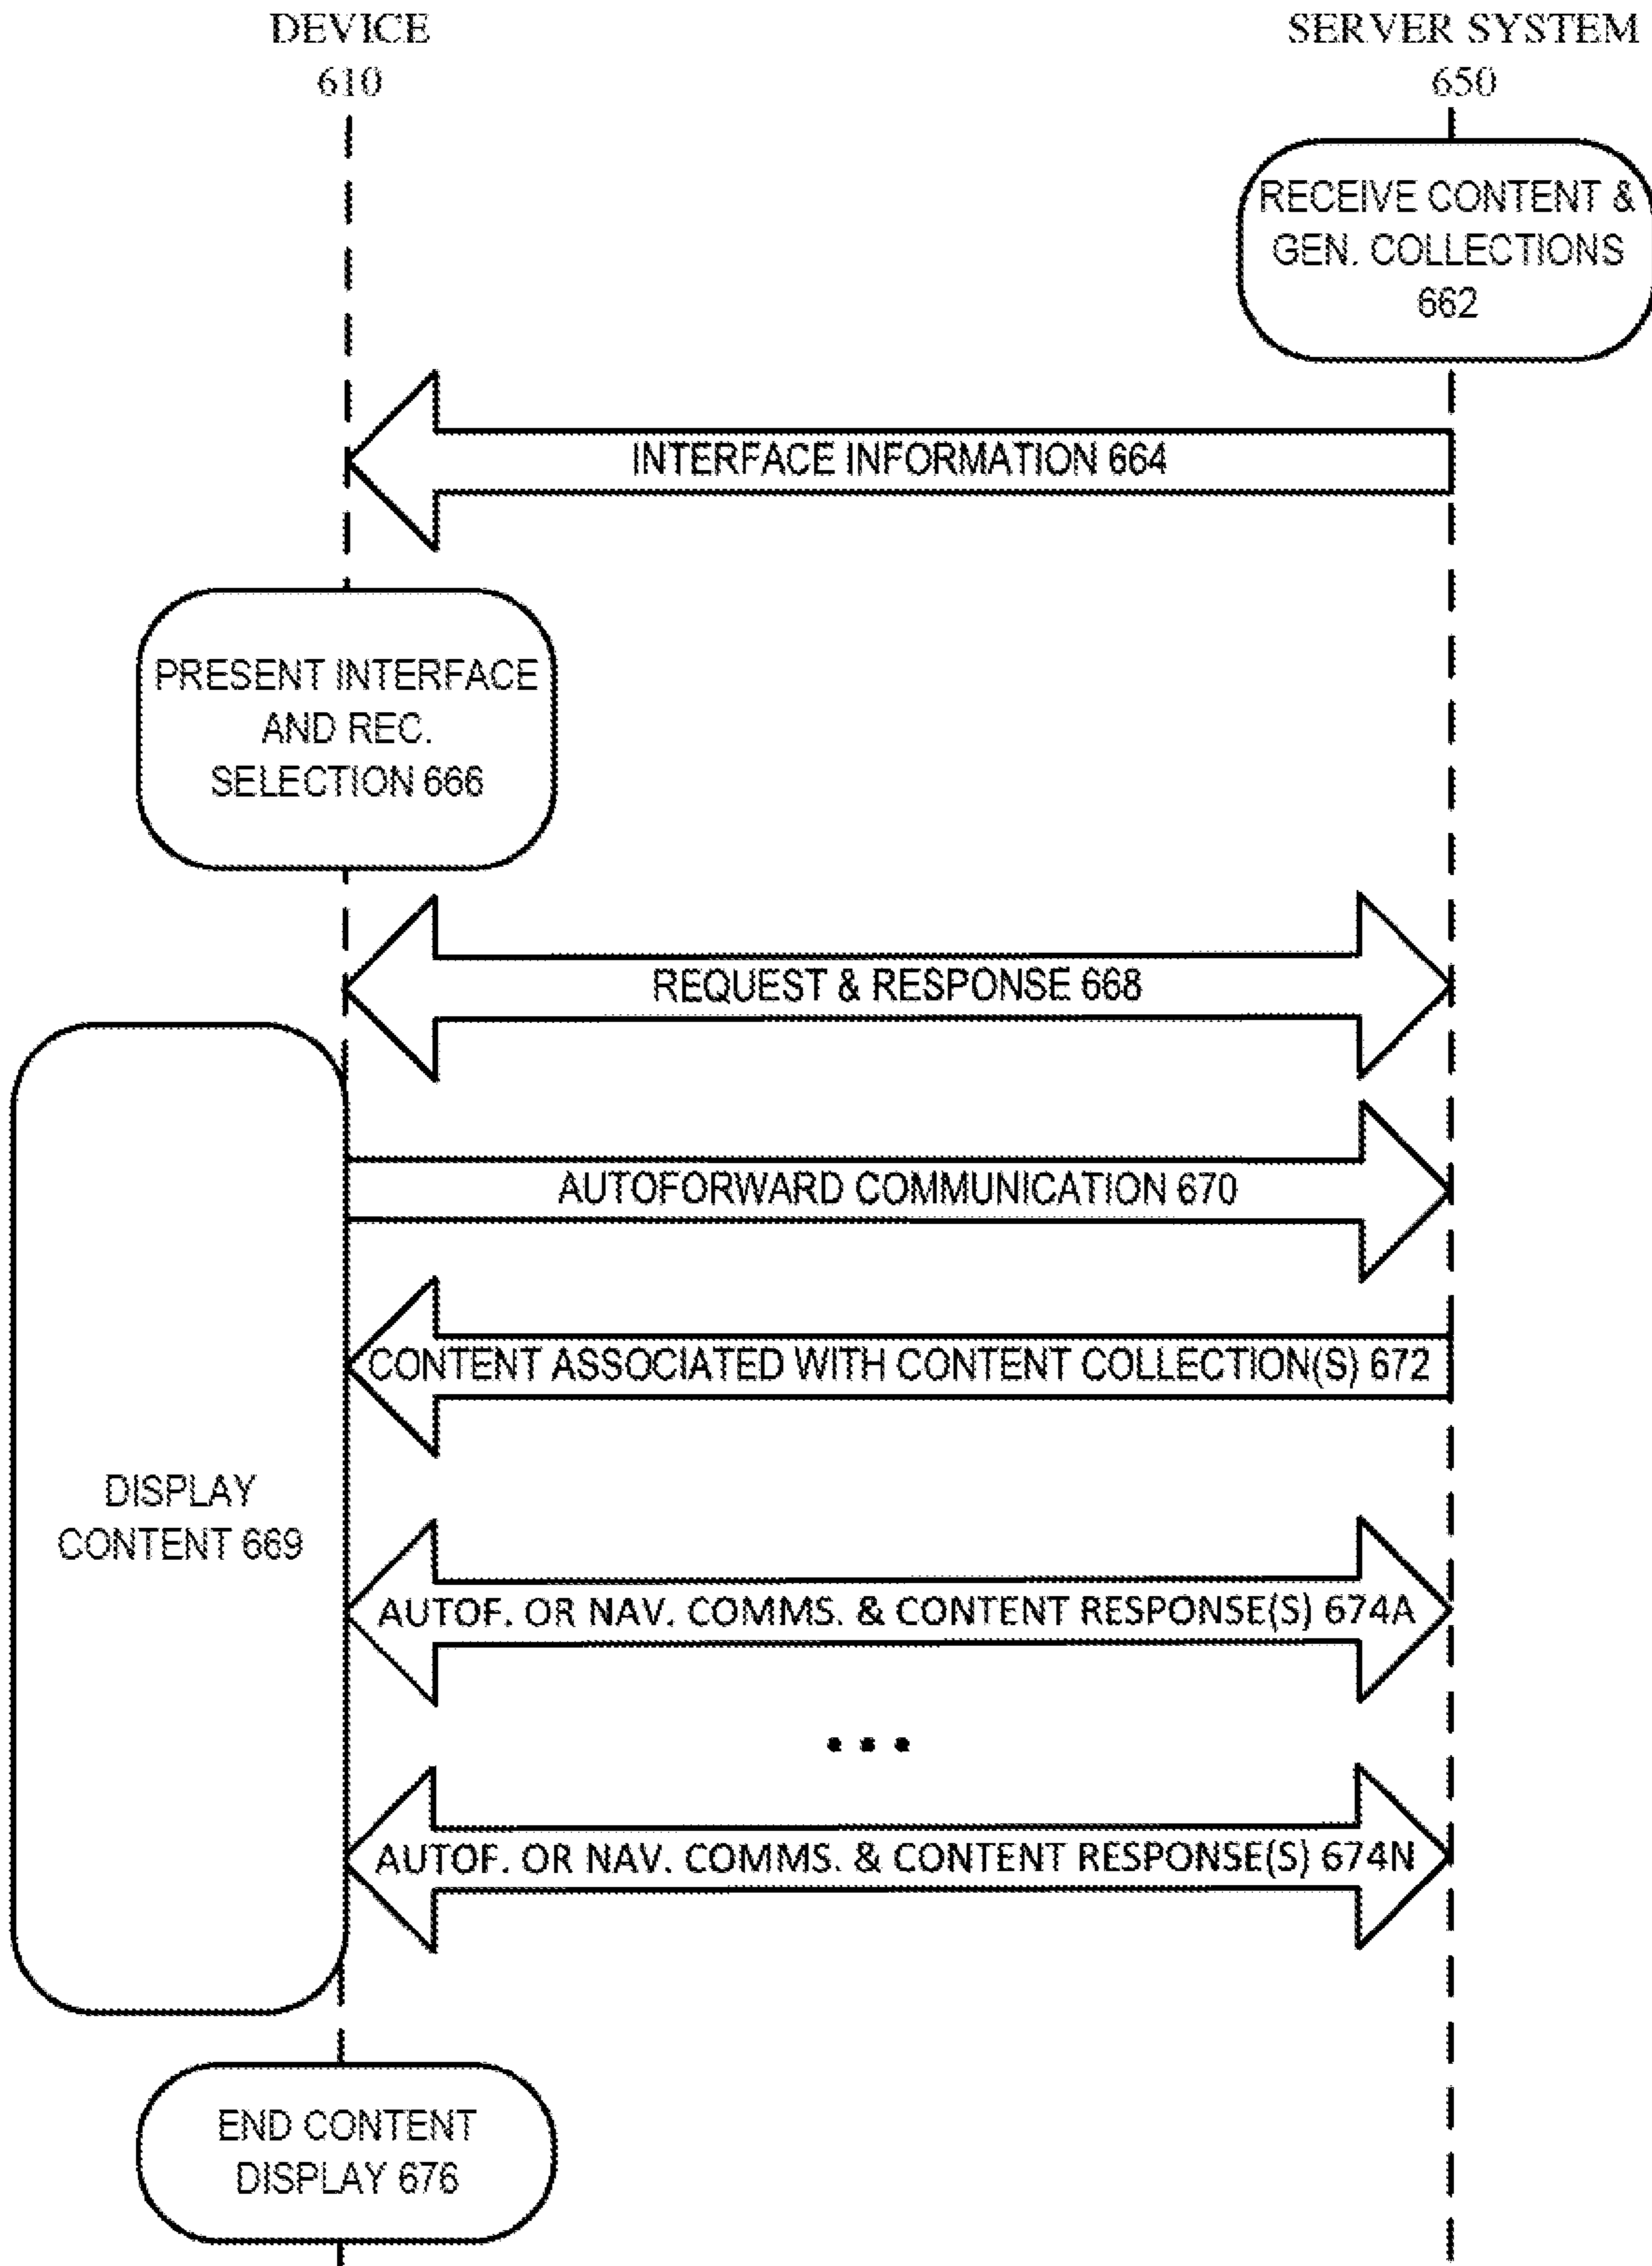 DEVICE
610
SERVER SYSTEM
650
RECEIVE CONTENT &
GEN. COLLECTIONS
662
INTERFACE INFORMATION 664
PRESENT INTERFACE
AND REC.
SELECTION 666
REQUEST & RESPONSE 668
AUTOFORWARD COMMUNICATION 670
CONTENT ASSOCIATED WITH CONTENT COLLECTION(S) 672
DISPLAY
CONTENT 669
AUTOF. OR NAV. COMMS. & CONTENT RESPONSE(S) 674A
...
AUTOF. OR NAV. COMMS. & CONTENT RESPONSE(S) 674N
END CONTENT
DISPLAY 676